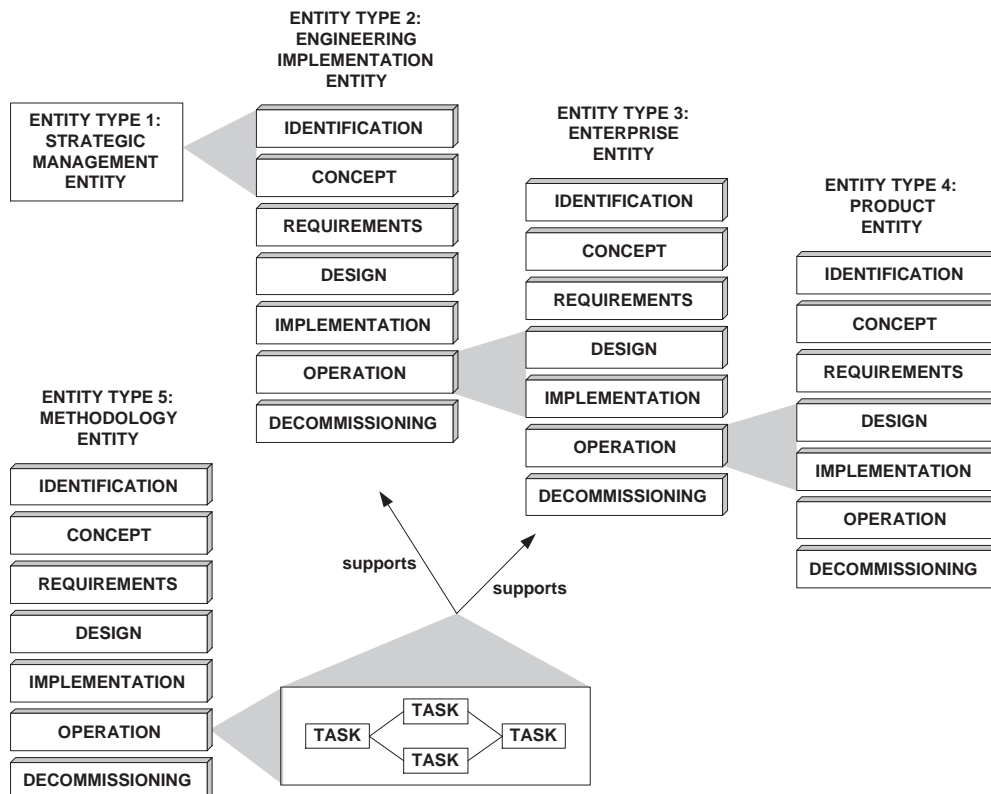 ENTITY TYPE 1:
STRATEGIC
MANAGEMENT
ENTITY
ENTITY TYPE 2:
ENGINEERING
IMPLEMENTATION
ENTITY
IDENTIFICATION
CONCEPT
REQUIREMENTS
DESIGN
IMPLEMENTATION
OPERATION
DECOMMISSIONING
ENTITY TYPE 3:
ENTERPRISE
ENTITY
IDENTIFICATION
CONCEPT
REQUIREMENTS
DESIGN
IMPLEMENTATION
OPERATION
DECOMMISSIONING
ENTITY TYPE 4:
PRODUCT
ENTITY
IDENTIFICATION
CONCEPT
REQUIREMENTS
DESIGN
IMPLEMENTATION
OPERATION
DECOMMISSIONING
ENTITY TYPE 5:
METHODOLOGY
ENTITY
IDENTIFICATION
CONCEPT
REQUIREMENTS
DESIGN
IMPLEMENTATION
OPERATION
DECOMMISSIONING
supports
supports
TASK
TASK
TASK
TASK